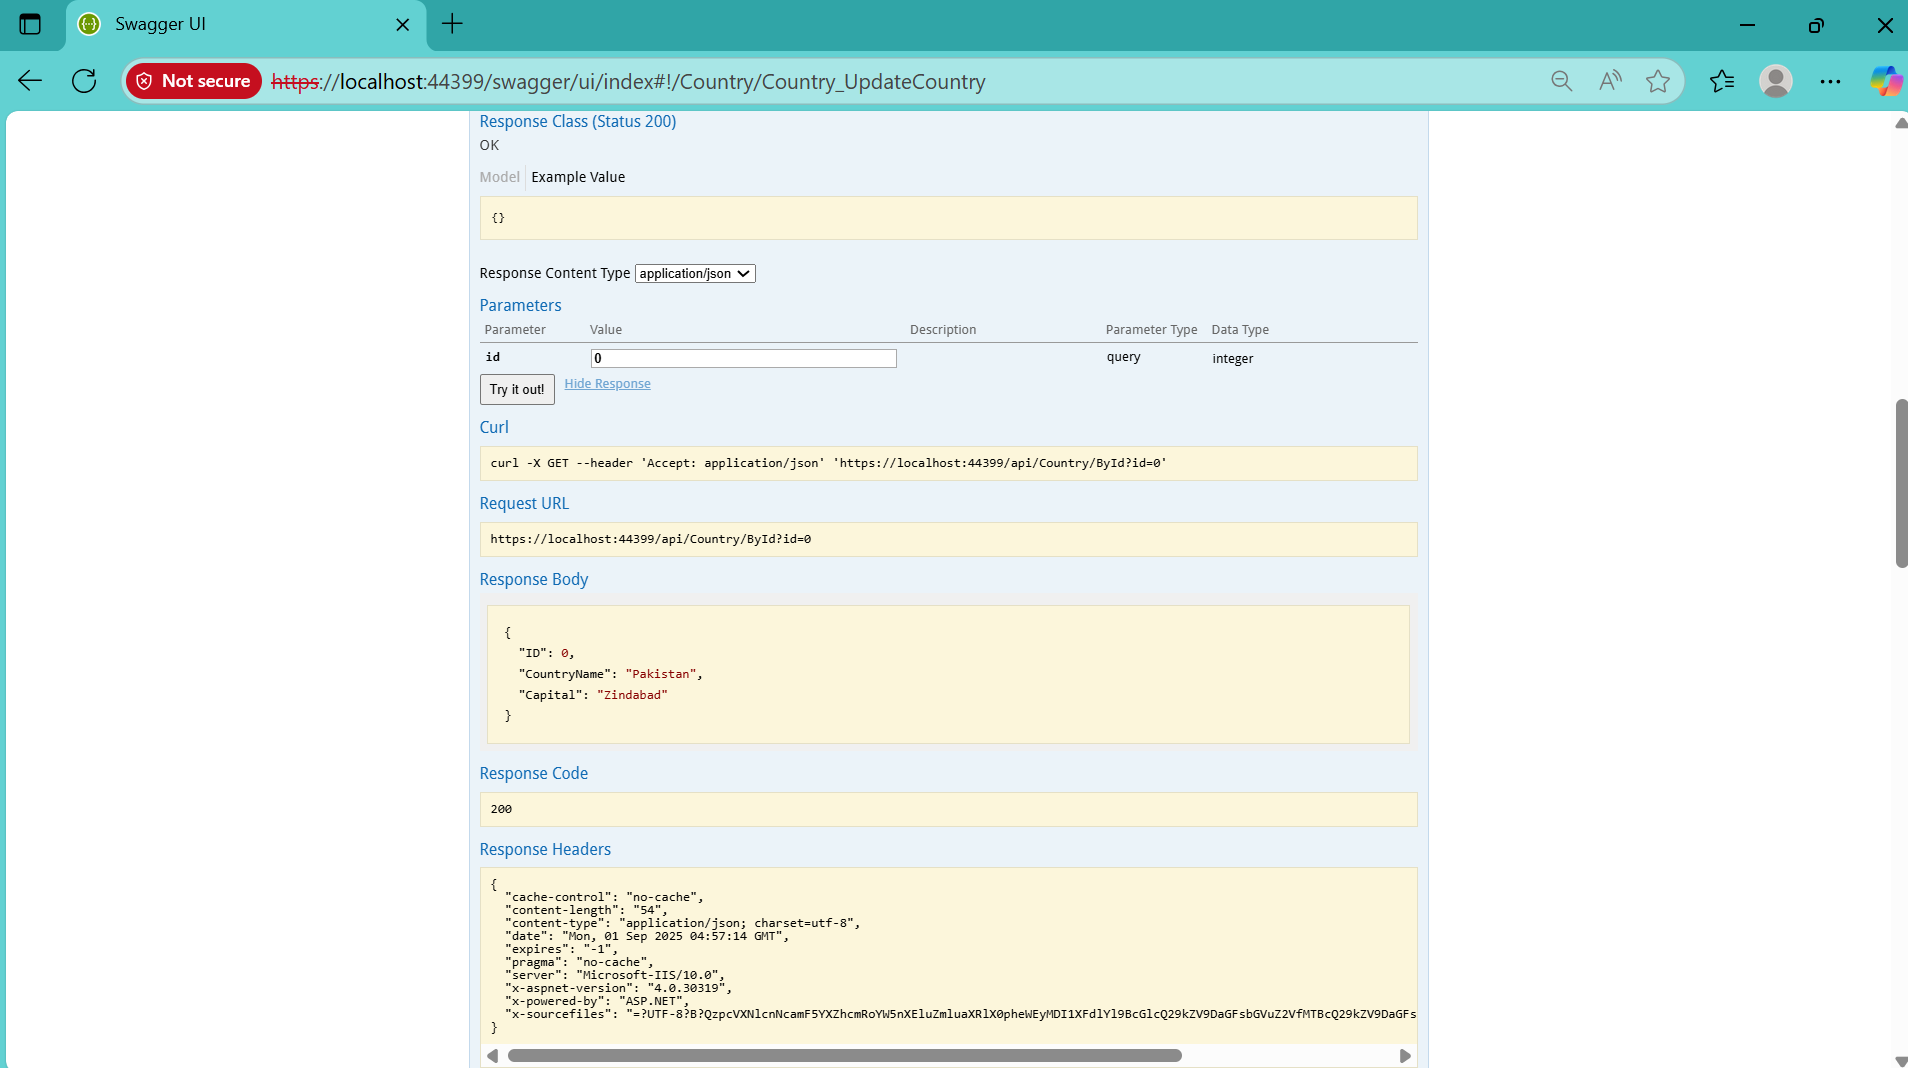 Swagger UI
Not secure https://localhost:44399/swagger/ui/index#!/Country/Country_UpdateCountry
Response Class (Status 200)
OK
Model Example Value
{}
Response Content Type application/json
Parameters
Parameter Value Description Parameter Type Data Type
id 0 query integer
Try it out! Hide Response
Curl
curl -X GET --header 'Accept: application/json' 'https://localhost:44399/api/Country/ById?id=0'
Request URL
https://localhost:44399/api/Country/ById?id=0
Response Body
{
"ID": 0,
"CountryName": "Pakistan",
"Capital": "Zindabad"
}
Response Code
200
Response Headers
{
"cache-control": "no-cache",
"content-length": "54",
"content-type": "application/json; charset=utf-8",
"date": "Mon, 01 Sep 2025 04:57:14 GMT",
"expires": "-1",
"pragma": "no-cache",
"server": "Microsoft-IIS/10.0",
"x-aspnet-version": "4.0.30319",
"x-powered-by": "ASP.NET",
"x-sourcefiles": "=?UTF-8?B?QzpcVXNlcnNcamF5YXZhcmRoYW5nXEluZmluaXRlX0pheWEyMDI1XFdlYl9BcGlcQ29kZV9DaGFsbGVuZ2VfMTBcQ29kZV9DaGFs
}